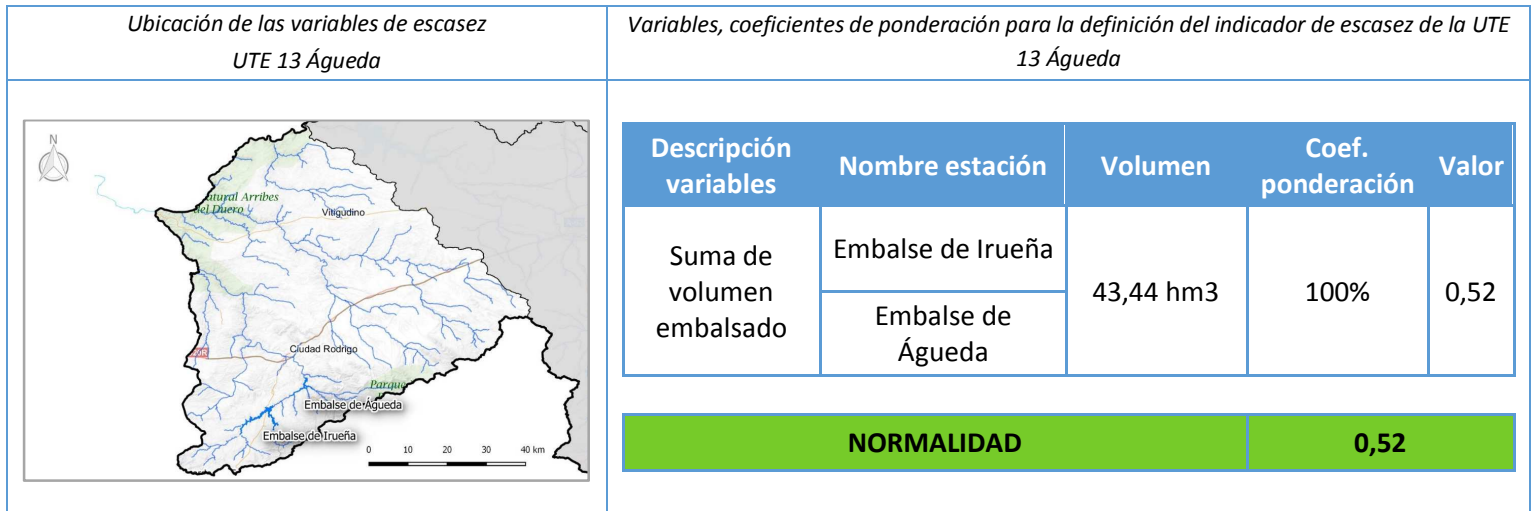 Ubicación de las variables de escasez
UTE 13 Águeda
Variables, coeficientes de ponderación para la definición del indicador de escasez de la UTE
13 Águeda
N
atural Arribes
del Duero
Vitigudino
Ciudad Rodrigo
Parque
Embalse de Águeda
Embalse de Irueña
0 10 20 30 40 km
Descripción
variables
Nombre estación
Volumen
Coef.
ponderación
Valor
Suma de
volumen
embalsado
Embalse de Irueña
Embalse de
Águeda
43,44 hm3
100%
0,52
NORMALIDAD
0,52